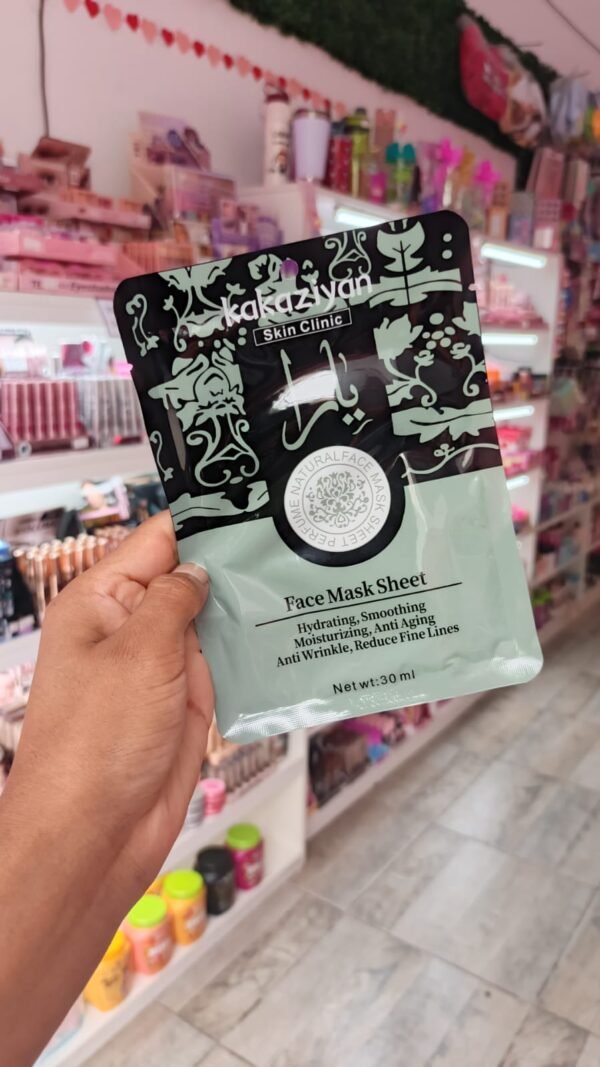 kakaziyan
Skin Clinic
يارا
PERFUME NATURALFACE MASK SHEET
Face Mask Sheet
Hydrating, Smoothing
Moisturizing, Anti Aging
Anti Wrinkle, Reduce Fine Lines
Net wt:30 ml